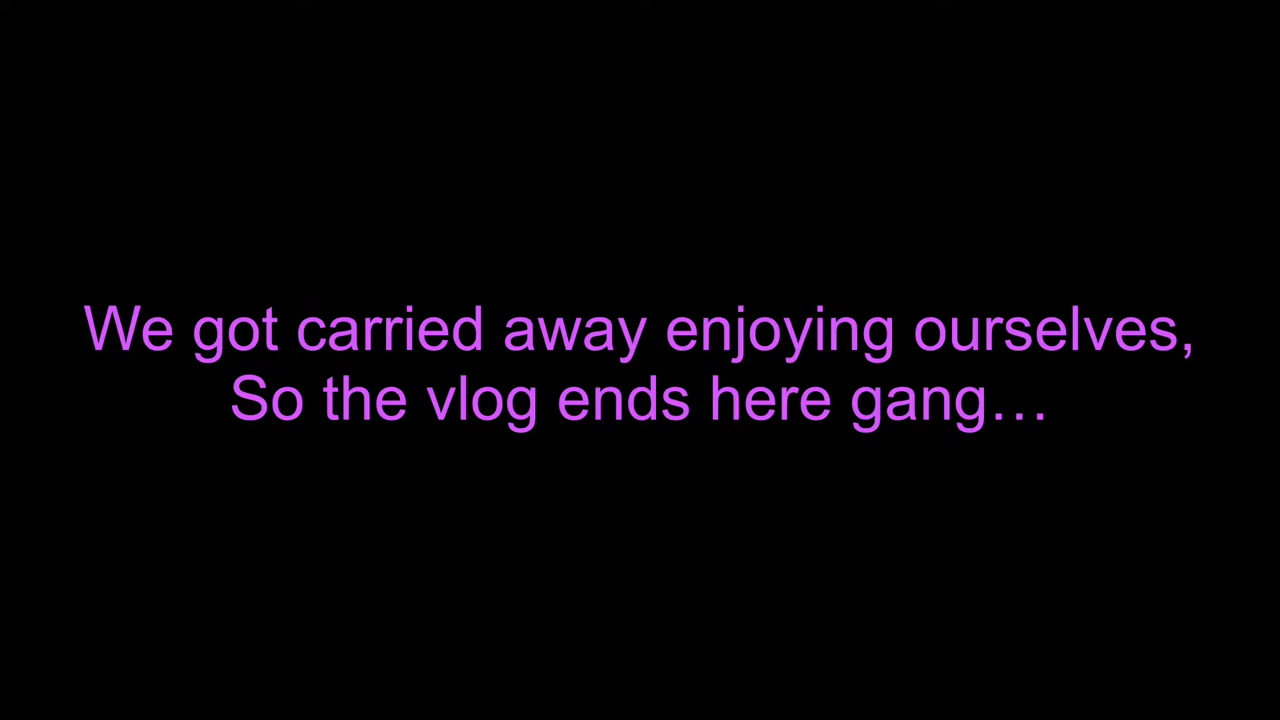 We got carried away enjoying ourselves,
So the vlog ends here gang…